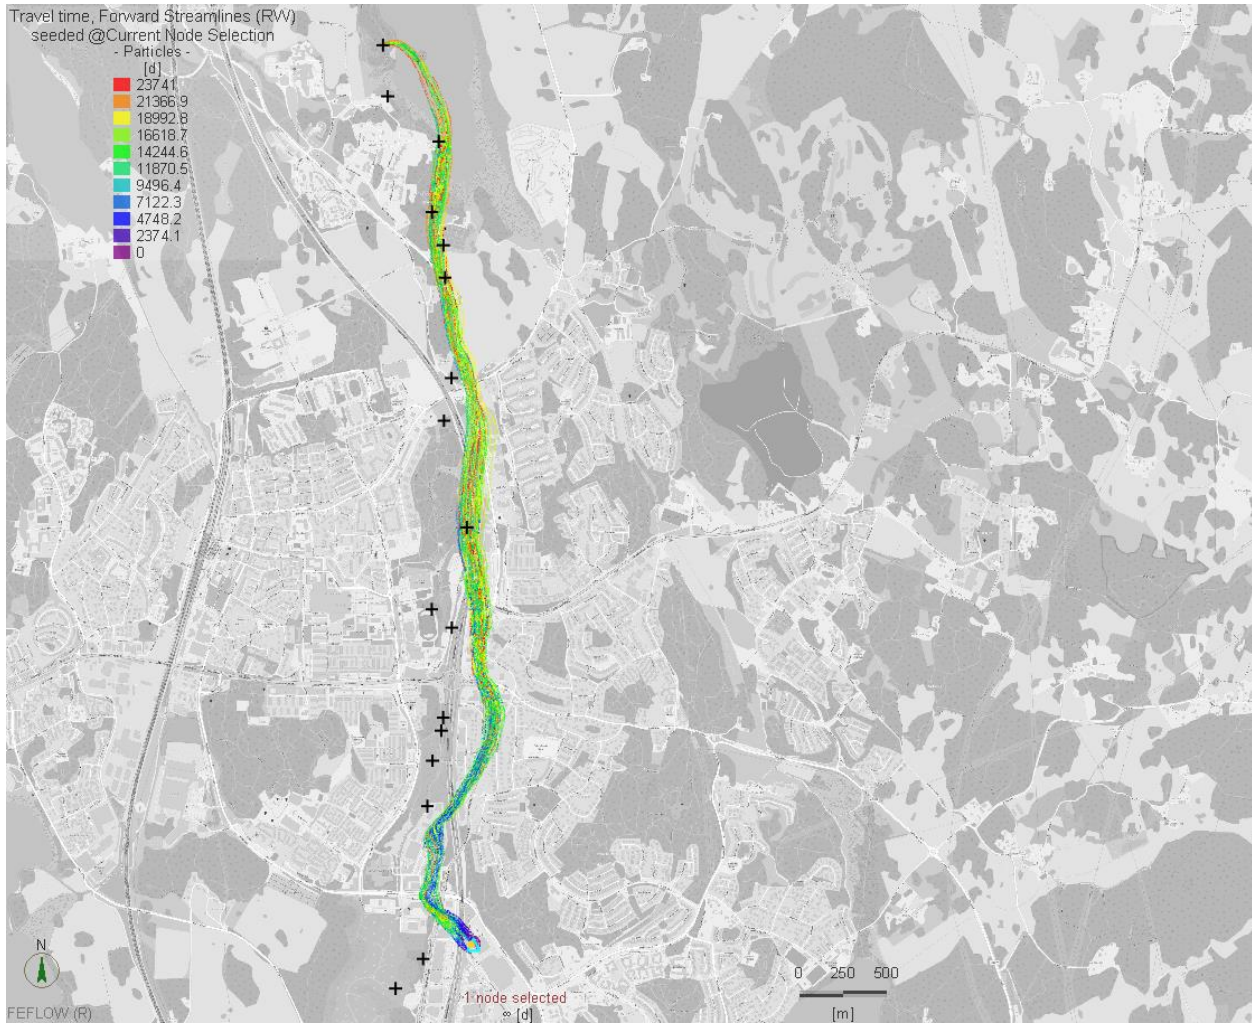 Travel time, Forward Streamlines (RW)
seeded @Current Node Selection
- Particles -
[d]
23741
21366.9
18992.8
16618.7
14244.6
11870.5
9496.4
7122.3
4748.2
2374.1
0
N
0 250 500
[m]
1 node selected
∞ [d]
FEFLOW (R)